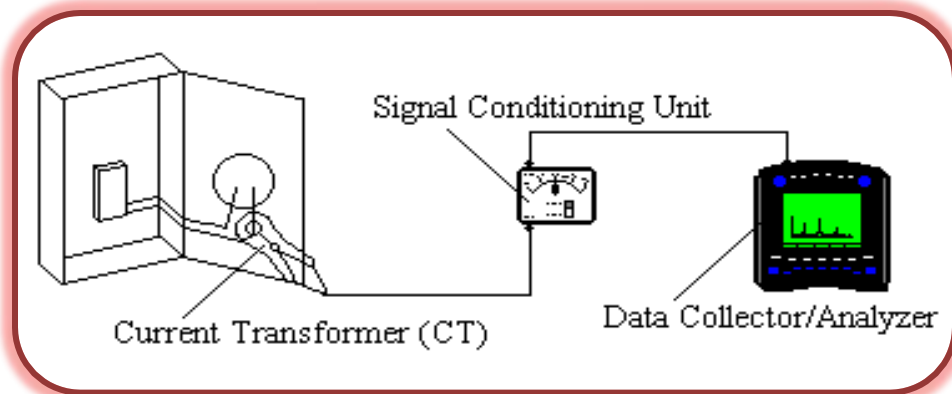 Signal Conditioning Unit
Current Transformer (CT)
Data Collector/Analyzer